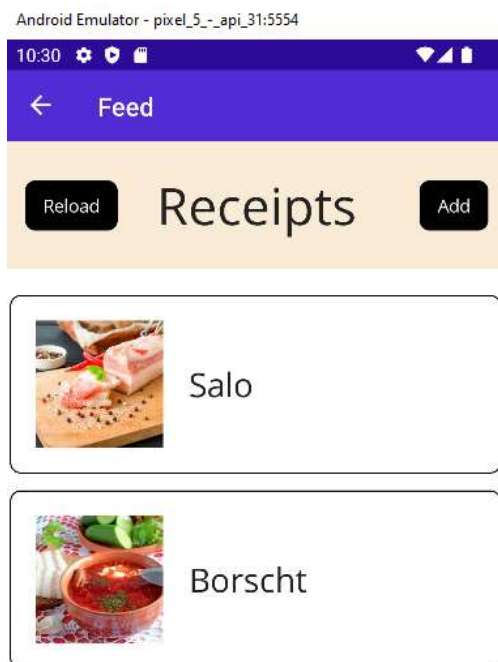 Android Emulator - pixel_5_-_api_31:5554
10:30
Feed
Reload Receipts Add
Salo
Borscht